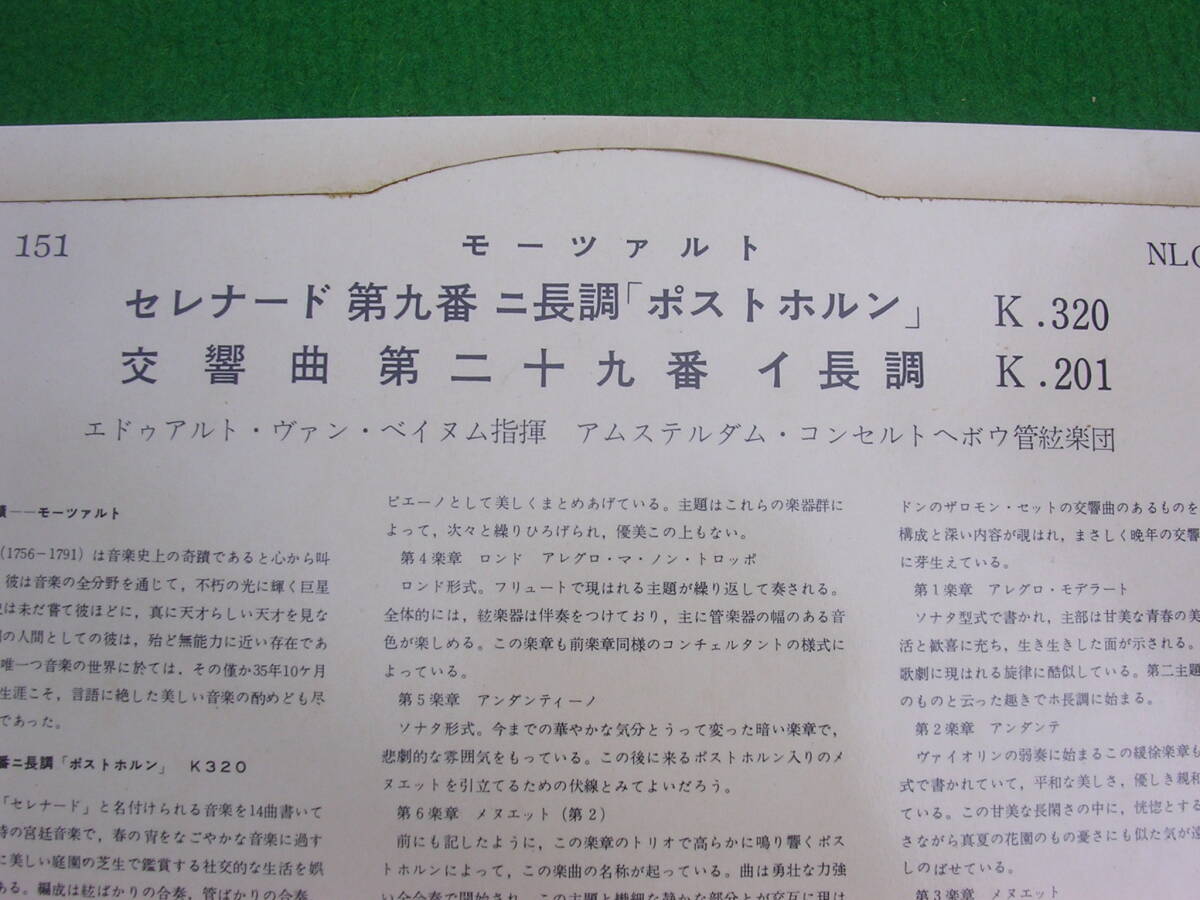 151
モーツァルト
NL
セレナード 第九番 ニ長調「ポストホルン」 K.320
交響曲 第二十九番 イ長調 K.201
エドゥアルト・ヴァン・ベイヌム指揮 アムステルダム・コンセルトヘボウ管絃楽団
蹟——モーツァルト
(1756−1791)は音楽史上の奇蹟であると心から叫
彼は音楽の全分野を通じて，不朽の光に輝く巨星
は未だ嘗て彼ほどに，真に天才らしい天才を見な
の人間としての彼は，殆ど無能力に近い存在であ
唯一つ音楽の世界に於ては，その僅か35年10ケ月
生涯こそ，言語に絶した美しい音楽の酌めども尽
であった。
番ニ長調「ポストホルン」 K320
「セレナード」と名付けられる音楽を14曲書いて
時の宮廷音楽で，春の宵をなごやかな音楽に過す
に美しい庭園の芝生で鑑賞する社交的な生活を娯
ある。編成は絃ばかりの合奏，管ばかりの合奏，
ピエーノとして美しくまとめあげている。主題はこれらの楽器群に
よって，次々と繰りひろげられ，優美この上もない。
第4楽章 ロンド アレグロ・マ・ノン・トロッポ
ロンド形式。フリュートで現はれる主題が繰り返して奏される。
全体的には，絃楽器は伴奏をつけており，主に管楽器の幅のある音
色が楽しめる。この楽章も前楽章同様のコンチェルタントの様式に
よっている。
第5楽章 アンダンティーノ
ソナタ形式。今までの華やかな気分とうって変った暗い楽章で，
悲劇的な雰囲気をもっている。この後に来るポストホルン入りのメ
ヌエットを引立てるための伏線とみてよいだろう。
第6楽章 メヌエット (第2)
前にも記したように，この楽章のトリオで高らかに鳴り響くポス
トホルンによって，この楽曲の名称が起っている。曲は勇壮な力強
い全合奏で開始され，この主題と繊細な静かな部分とが交互に現は
ドンのザロモン・セットの交響曲のあるものを
構成と深い内容が覗はれ，まさしく晩年の交響
に芽生えている。
第1楽章 アレグロ・モデラート
ソナタ型式で書かれ，主部は甘美な青春の美
活と歓喜に充ち，生き生きした面が示される。
歌劇に現はれる旋律に酷似している。第二主題
のものと云った趣きでホ長調に始まる。
第2楽章 アンダンテ
ヴァイオリンの弱奏に始まるこの緩徐楽章も
式で書かれていて，平和な美しさ，優しき親和
ている。この甘美な長閑さの中に，恍惚とする
さながら真夏の花園のもの憂さにも似た気が遠
しのばせている。
第3楽章 メヌエット